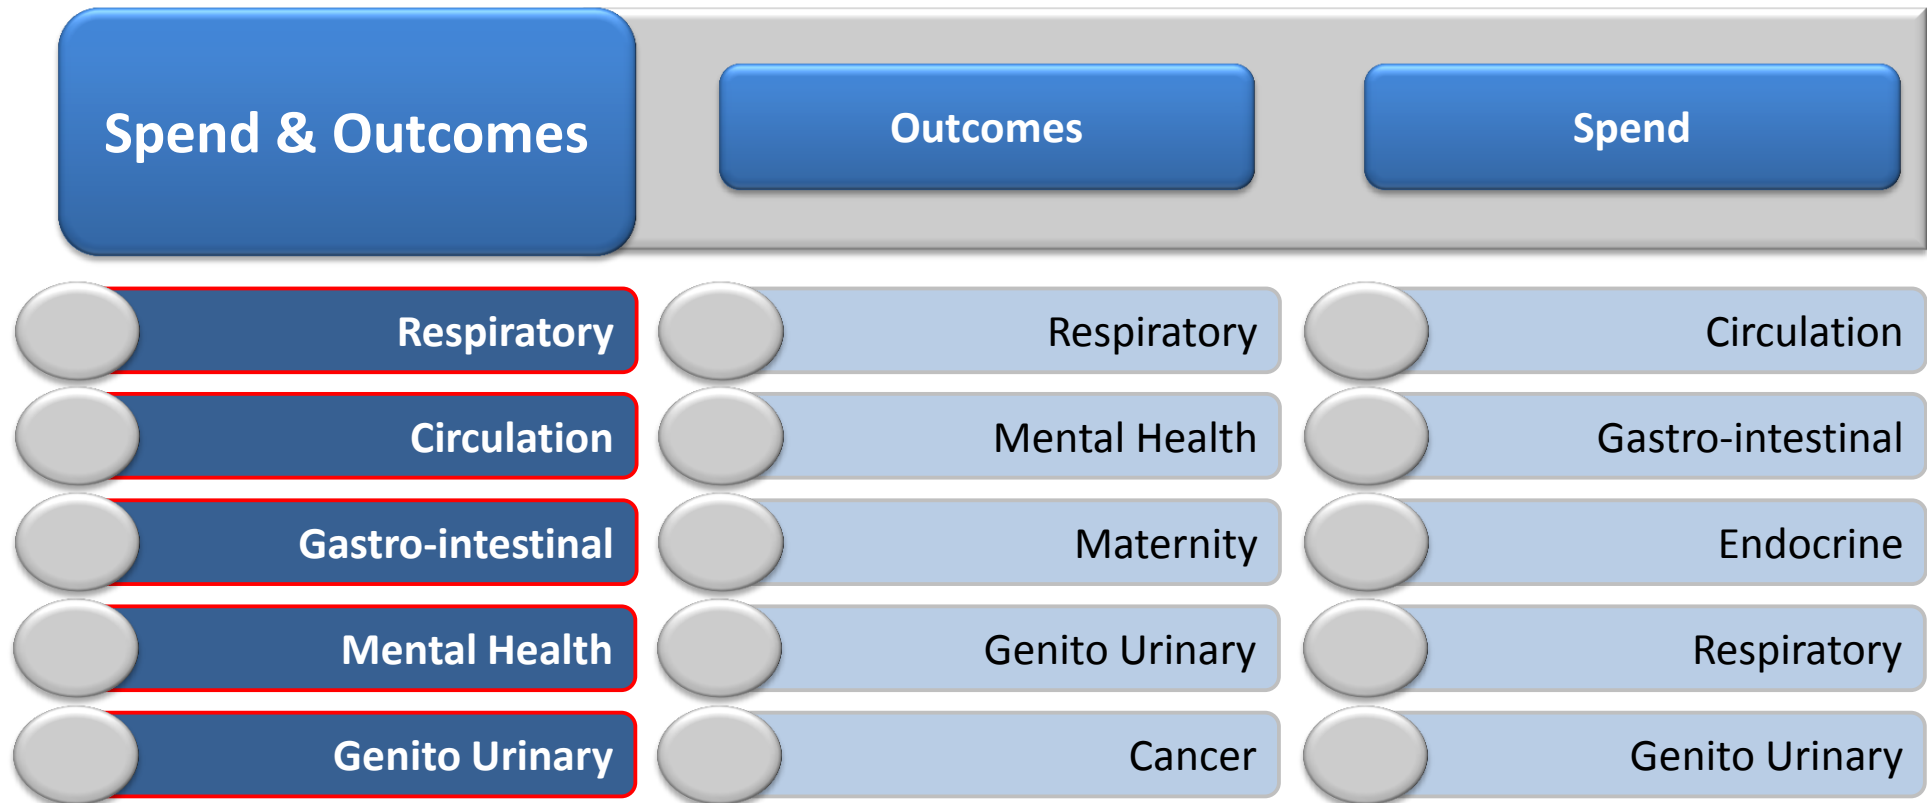 Spend & Outcomes
Outcomes
Spend
Respiratory
Respiratory
Circulation
Circulation
Mental Health
Gastro-intestinal
Gastro-intestinal
Maternity
Endocrine
Mental Health
Genito Urinary
Respiratory
Genito Urinary
Cancer
Genito Urinary